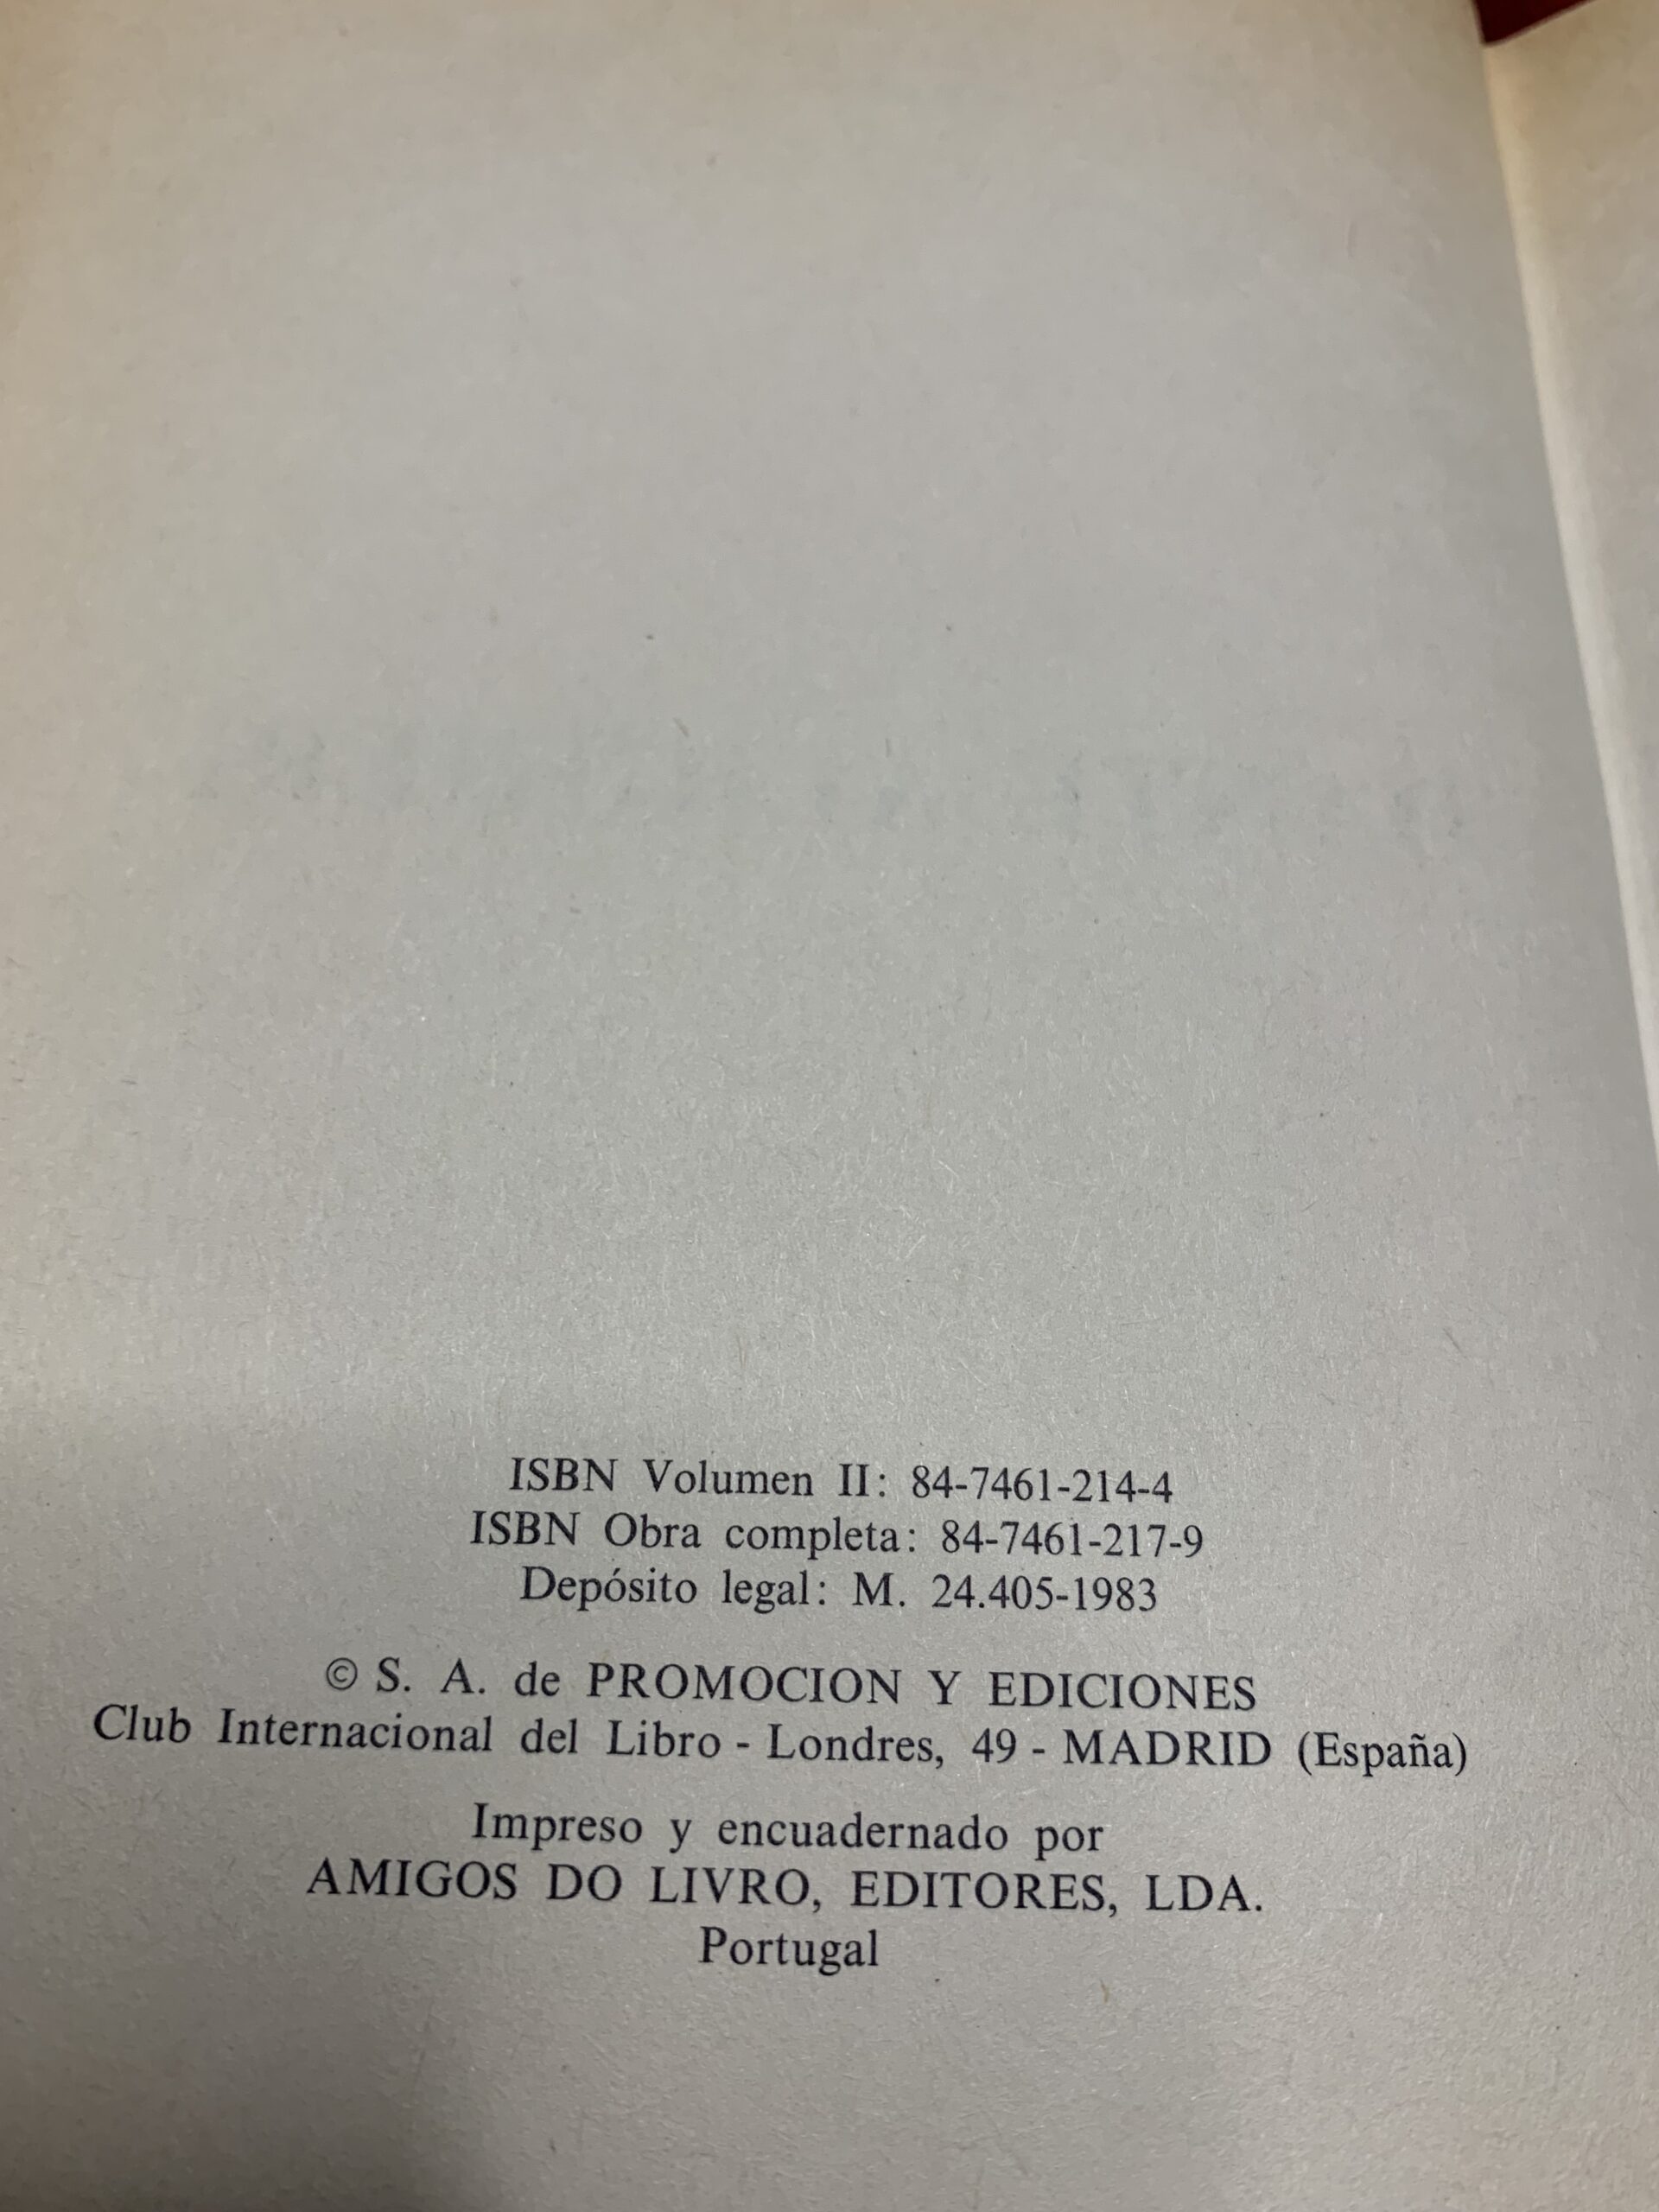 ISBN Volumen II: 84-7461-214-4
ISBN Obra completa: 84-7461-217-9
Depósito legal: M. 24.405-1983
© S. A. de PROMOCION Y EDICIONES
Club Internacional del Libro - Londres, 49 - MADRID (España)
Impreso y encuadernado por
AMIGOS DO LIVRO, EDITORES, LDA.
Portugal